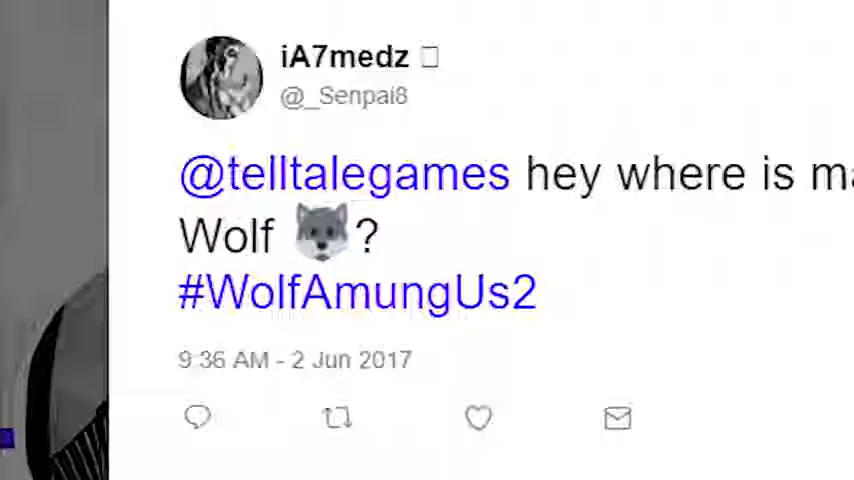 iA7medz
@_Senpai8
@telltalegames hey where is
Wolf 🐺?
#WolfAmungUs2
9:36 AM - 2 Jun 2017